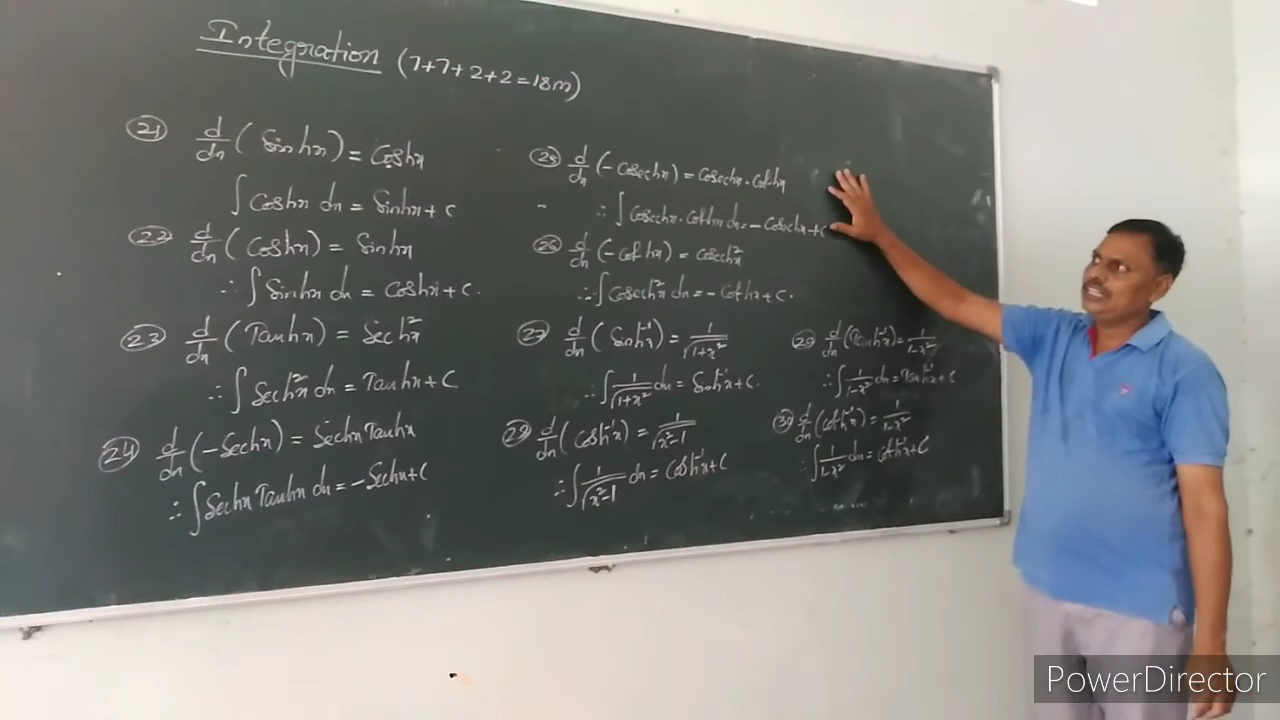 Integration (7+7+2+2=18m)
21 d/dx (Sinhx) = Coshx
∫ Coshx dx = Sinhx + C
22 d/dx (Coshx) = Sinhx
∴ ∫ Sinhx dx = Coshx + C.
23 d/dx (Tanhx) = Sech²x
∴ ∫ Sech²x dx = Tanhx + C
24 d/dx (-Sechx) = Sechx Tanhx
∴ ∫ Sechx Tanhx dx = -Sechx + C
d/dx (-Cosechx) = Cosechx . Cothx
∴ ∫ Cosechx . Cothx dx = -Cosechx + C
26 d/dx (-Cothx) = Cosech²x
∴ ∫ Cosech²x dx = -Cothx + C.
27 d/dx (Sinh⁻¹x) = 1/√1+x²
∴ ∫ 1/√1+x² dx = Sinh⁻¹x + C.
d/dx (Cosh⁻¹x) = 1/√x²-1
∴ ∫ 1/√x²-1 dx = Cosh⁻¹x + C
d/dx (Tanh⁻¹x) = 1/1-x²
∴ ∫ 1/1-x² dx = Tanh⁻¹x + C
30 d/dx (Coth⁻¹x) = 1/1-x²
∴ ∫ 1/1-x² dx = Coth⁻¹x + C
PowerDirector